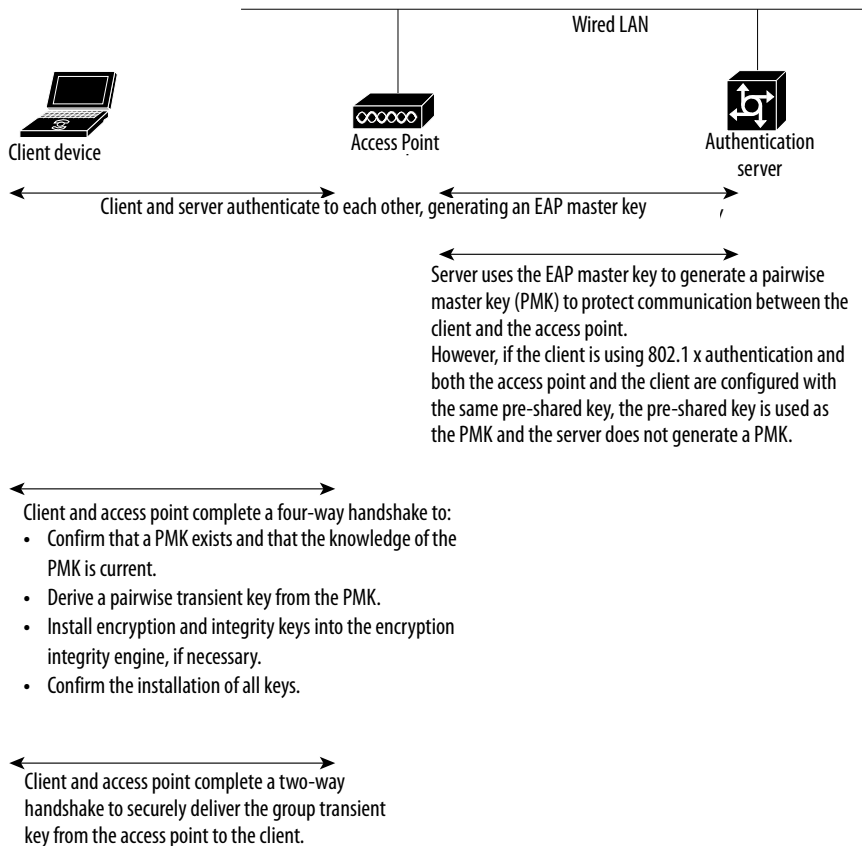 Wired LAN
Client device
Access Point
Authentication
server
Client and server authenticate to each other, generating an EAP master key
Server uses the EAP master key to generate a pairwise
master key (PMK) to protect communication between the
client and the access point.
However, if the client is using 802.1 x authentication and
both the access point and the client are configured with
the same pre-shared key, the pre-shared key is used as
the PMK and the server does not generate a PMK.
Client and access point complete a four-way handshake to:
• Confirm that a PMK exists and that the knowledge of the
PMK is current.
• Derive a pairwise transient key from the PMK.
• Install encryption and integrity keys into the encryption
integrity engine, if necessary.
• Confirm the installation of all keys.
Client and access point complete a two-way
handshake to securely deliver the group transient
key from the access point to the client.